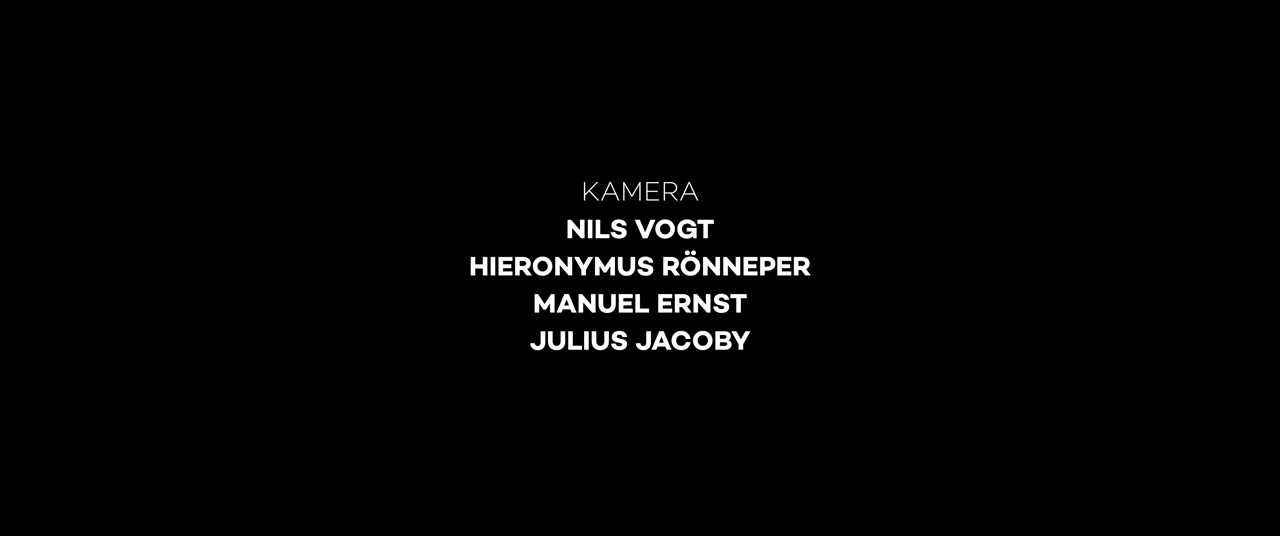 KAMERA
NILS VOGT
HIERONYMUS RÖNNEPER
MANUEL ERNST
JULIUS JACOBY